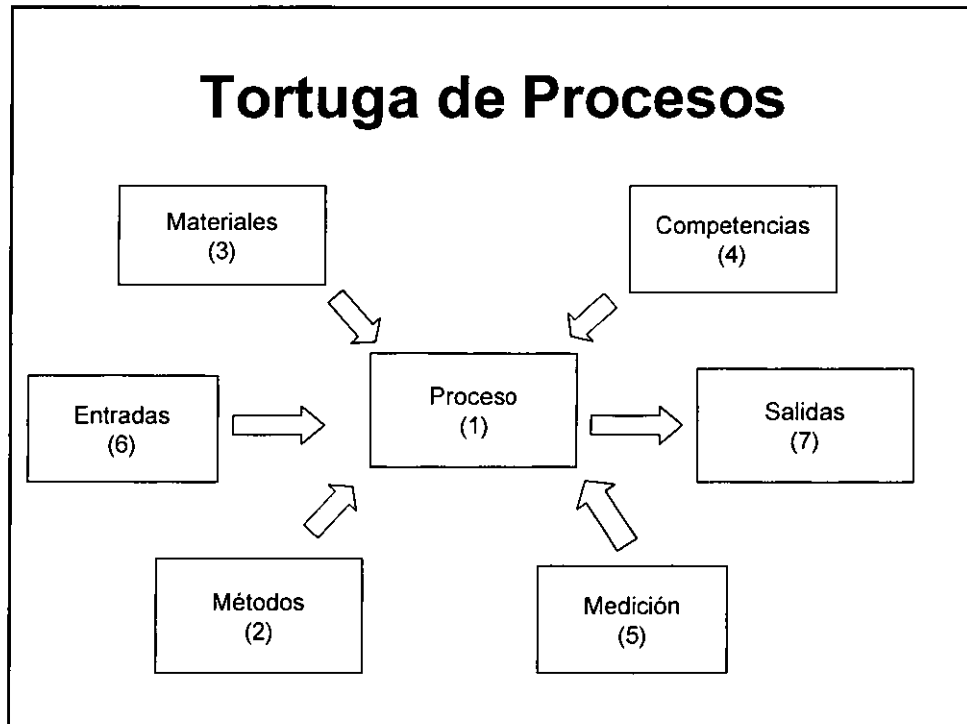 Tortuga de Procesos
Materiales
(3)
Competencias
(4)
Entradas
(6)
Proceso
(1)
Salidas
(7)
Métodos
(2)
Medición
(5)